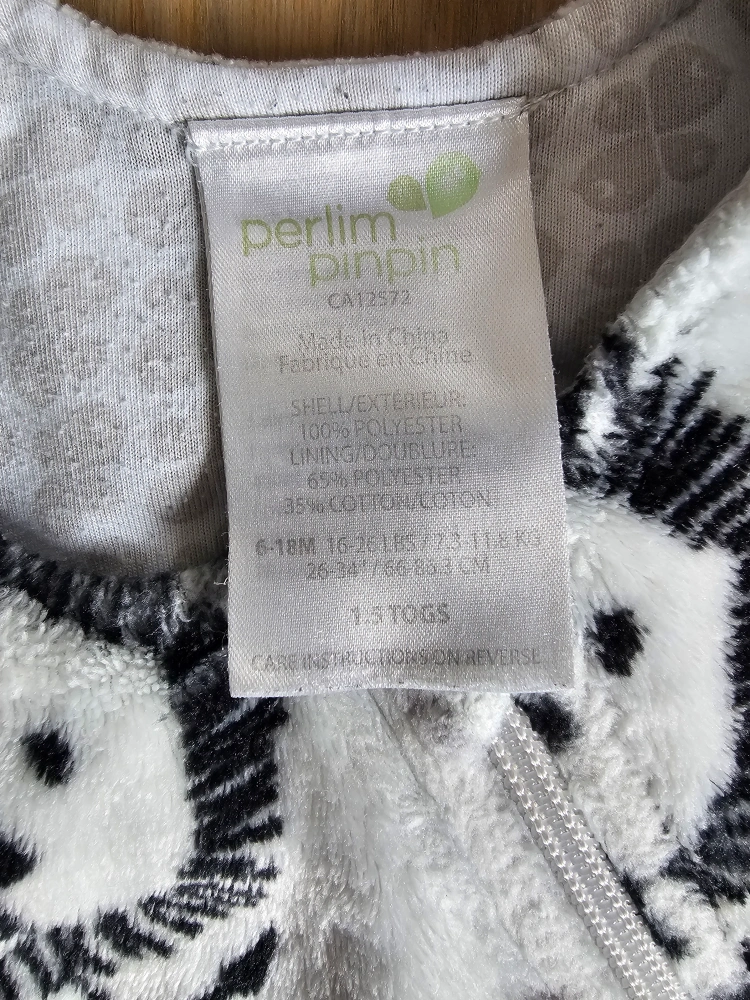 perlim
pinpin
CA12572
Made in China
Fabriqué en Chine
SHELL/EXTÉRIEUR:
100% POLYESTER
LINING/DOUBLURE:
65% POLYESTER
35% COTTON/COTON
6-18M 16-26 LBS / 7.3-11.8 KG
26-34" / 66-86.3 CM
1.5 TOGS
CARE INSTRUCTIONS ON REVERSE